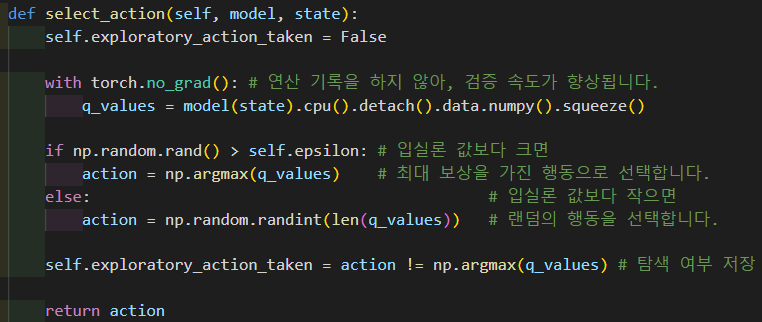 def select_action(self, model, state):
    self.exploratory_action_taken = False
    with torch.no_grad(): # 연산 기록을 하지 않아, 검증 속도가 향상됩니다.
        q_values = model(state).cpu().detach().data.numpy().squeeze()
    if np.random.rand() > self.epsilon: # 입실론 값보다 크면
        action = np.argmax(q_values)    # 최대 보상을 가진 행동으로 선택합니다.
    else:                                           # 입실론 값보다 작으면
        action = np.random.randint(len(q_values))   # 랜덤의 행동을 선택합니다.
    self.exploratory_action_taken = action != np.argmax(q_values) # 탐색 여부 저장
    return action